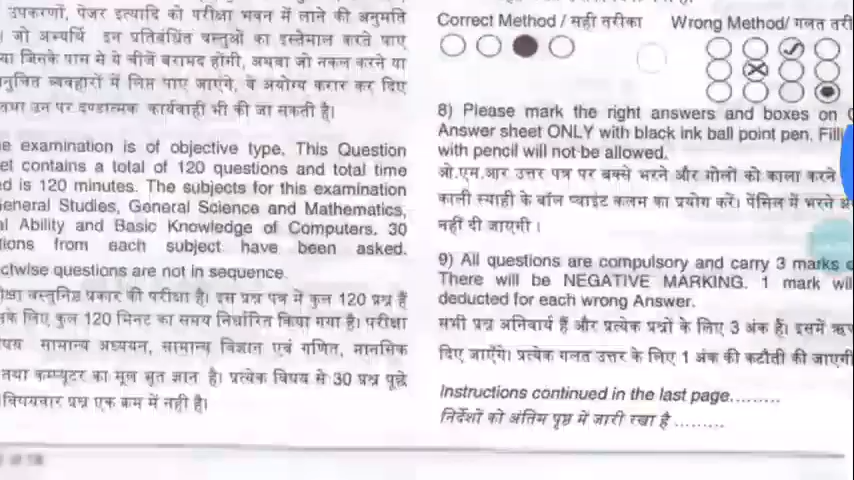 उपकरणों, पेजर इत्यादि को परीक्षा भवन में लाने की अनुमति
जो अभ्यर्थि इन प्रतिबंधित वस्तुओं का इस्तेमाल करते पाए
या जिनके पास से ये चीजें बरामद होंगी, अथवा जो नकल करने या
नुचित व्यवहारों में लिप्त पाए जाएंगे, वे अयोग्य करार कर दिए
तथा उन पर दण्डात्मक कार्यवाही भी की जा सकती है।
e examination is of objective type. This Question
et contains a total of 120 questions and total time
ed is 120 minutes. The subjects for this examination
General Studies, General Science and Mathematics,
al Ability and Basic Knowledge of Computers. 30
tions from each subject have been asked.
ctwise questions are not in sequence.
क्षा वस्तुनिष्ठ प्रकार की परीक्षा है। इस प्रश्न पत्र में कुल 120 प्रश्न हैं
सके लिए कुल 120 मिनट का समय निर्धारित किया गया है। परीक्षा
षय सामान्य अध्ययन, सामान्य विज्ञान एवं गणित, मानसिक
तथा कम्प्यूटर का मूल भूत ज्ञान है। प्रत्येक विषय से 30 प्रश्न पूछे
विषयवार प्रश्न एक क्रम में नही है।
Correct Method / सही तरीका Wrong Method/ गलत तरी
8) Please mark the right answers and boxes on
Answer sheet ONLY with black ink ball point pen. Fill
with pencil will not be allowed.
ओ.एम.आर उत्तर पत्र पर बक्से भरने और गोलों को काला करने
काली स्याही के बॉल प्वाइंट कलम का प्रयोग करें। पेंसिल में भरने
नहीं दी जाएगी ।
9) All questions are compulsory and carry 3 marks
There will be NEGATIVE MARKING. 1 mark will
deducted for each wrong Answer.
सभी प्रश्न अनिवार्य हैं और प्रत्येक प्रश्नों के लिए 3 अंक हैं। इसमें ऋण
दिए जाएँगे। प्रत्येक गलत उत्तर के लिए 1 अंक की कटौती की जाएगी
Instructions continued in the last page.........
निर्देशों को अंतिम पृष्ठ में जारी रखा है .........